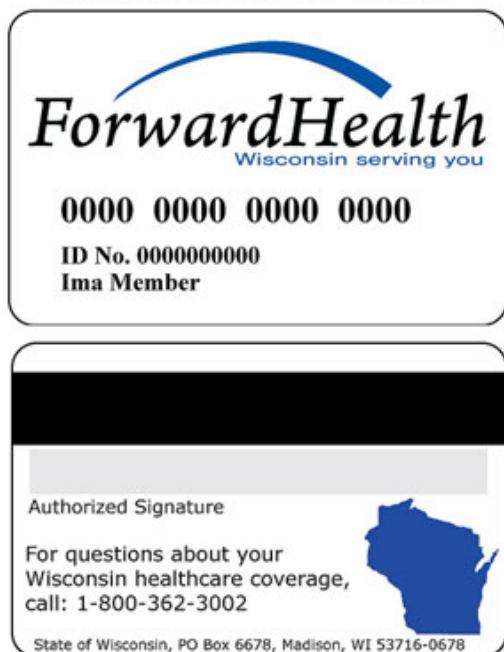 ForwardHealth
Wisconsin serving you
0000 0000 0000 0000
ID No. 0000000000
Ima Member
Authorized Signature
For questions about your
Wisconsin healthcare coverage,
call: 1-800-362-3002
State of Wisconsin, PO Box 6678, Madison, WI 53716-0678